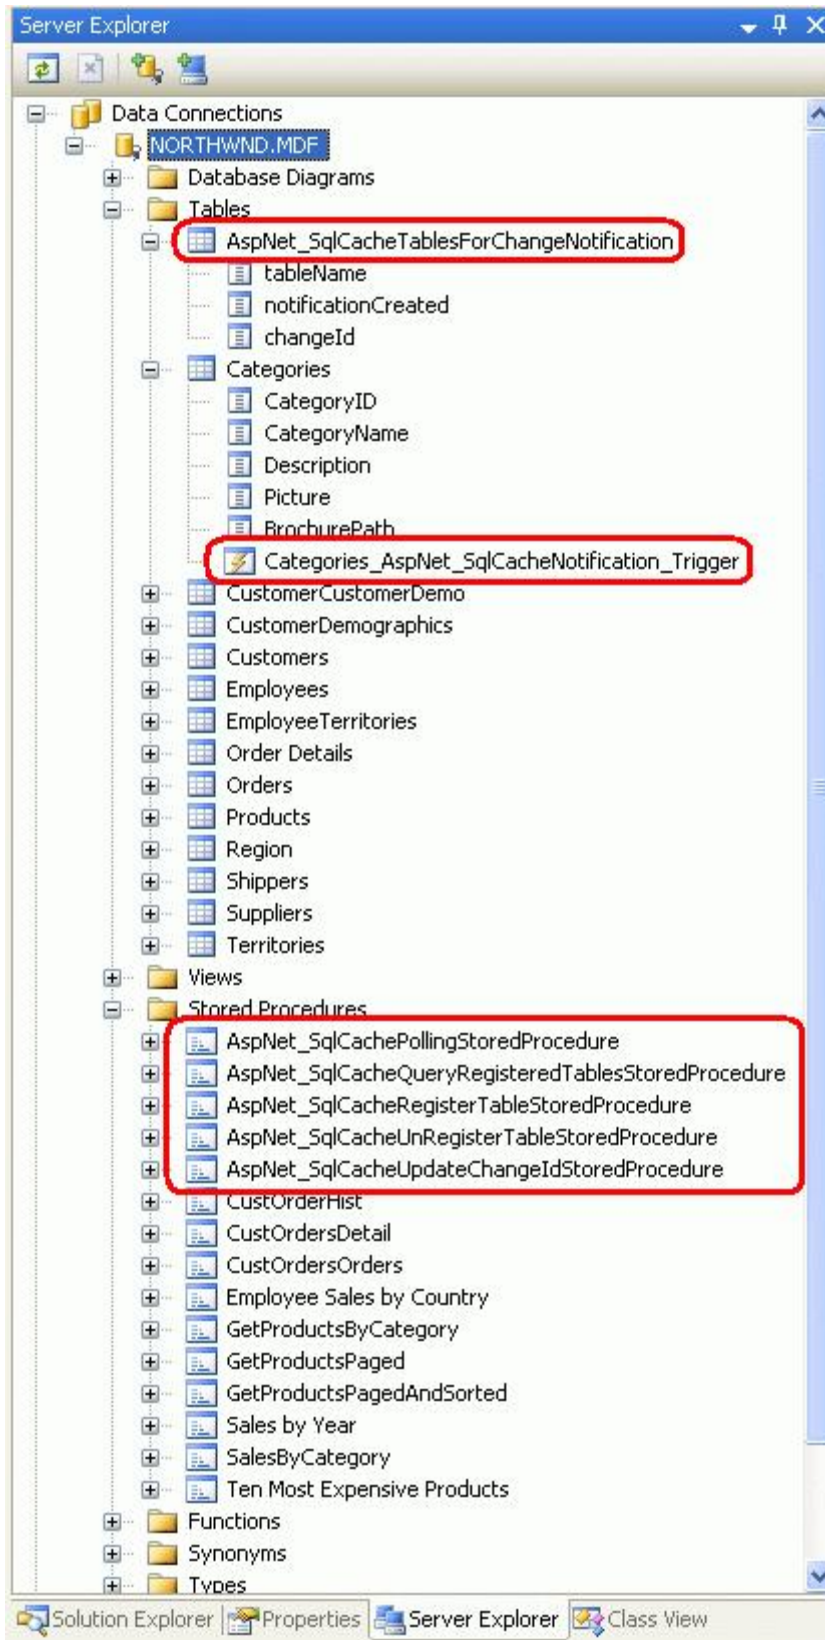 Server Explorer
Data Connections
NORTHWND.MDF
Database Diagrams
Tables
AspNet_SqlCacheTablesForChangeNotification
tableName
notificationCreated
changeId
Categories
CategoryID
CategoryName
Description
Picture
BrochurePath
Categories_AspNet_SqlCacheNotification_Trigger
CustomerCustomerDemo
CustomerDemographics
Customers
Employees
EmployeeTerritories
Order Details
Orders
Products
Region
Shippers
Suppliers
Territories
Views
Stored Procedures
AspNet_SqlCachePollingStoredProcedure
AspNet_SqlCacheQueryRegisteredTablesStoredProcedure
AspNet_SqlCacheRegisterTableStoredProcedure
AspNet_SqlCacheUnRegisterTableStoredProcedure
AspNet_SqlCacheUpdateChangeIdStoredProcedure
CustOrderHist
CustOrdersDetail
CustOrdersOrders
Employee Sales by Country
GetProductsByCategory
GetProductsPaged
GetProductsPagedAndSorted
Sales by Year
SalesByCategory
Ten Most Expensive Products
Functions
Synonyms
Types
Solution Explorer Properties Server Explorer Class View